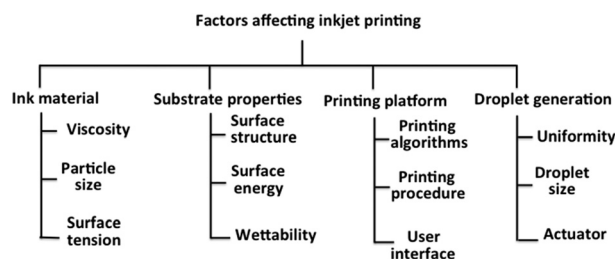 Factors affecting inkjet printing
Ink material
Viscosity
Particle
size
Surface
tension
Substrate properties
Surface
structure
Surface
energy
Wettability
Printing platform
Printing
algorithms
Printing
procedure
User
interface
Droplet generation
Uniformity
Droplet
size
Actuator